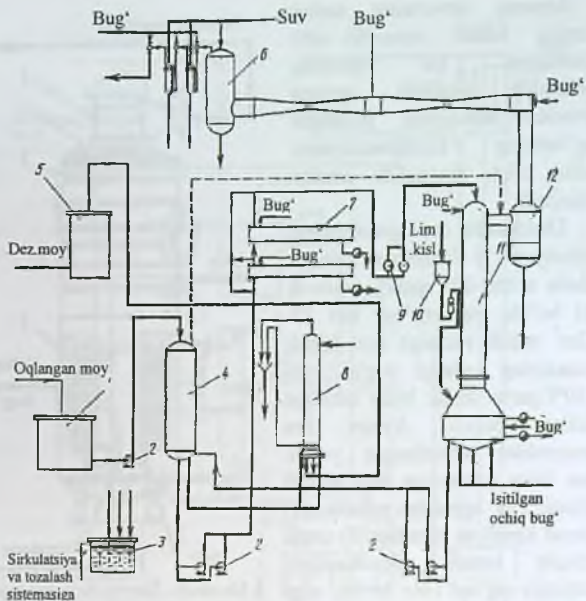 Bug‘
Suv
Bug‘
6
Bug‘
5
12
Bug‘
7
Bug‘
Lim
.kisl
Bug‘
Dez.moy
11
9
10
Oqlangan moy
1
4
8
2
Bug‘
Isitilgan
ochiq bug‘
3
2
2
Sirkulatsiya
va tozalash
sistemasiga